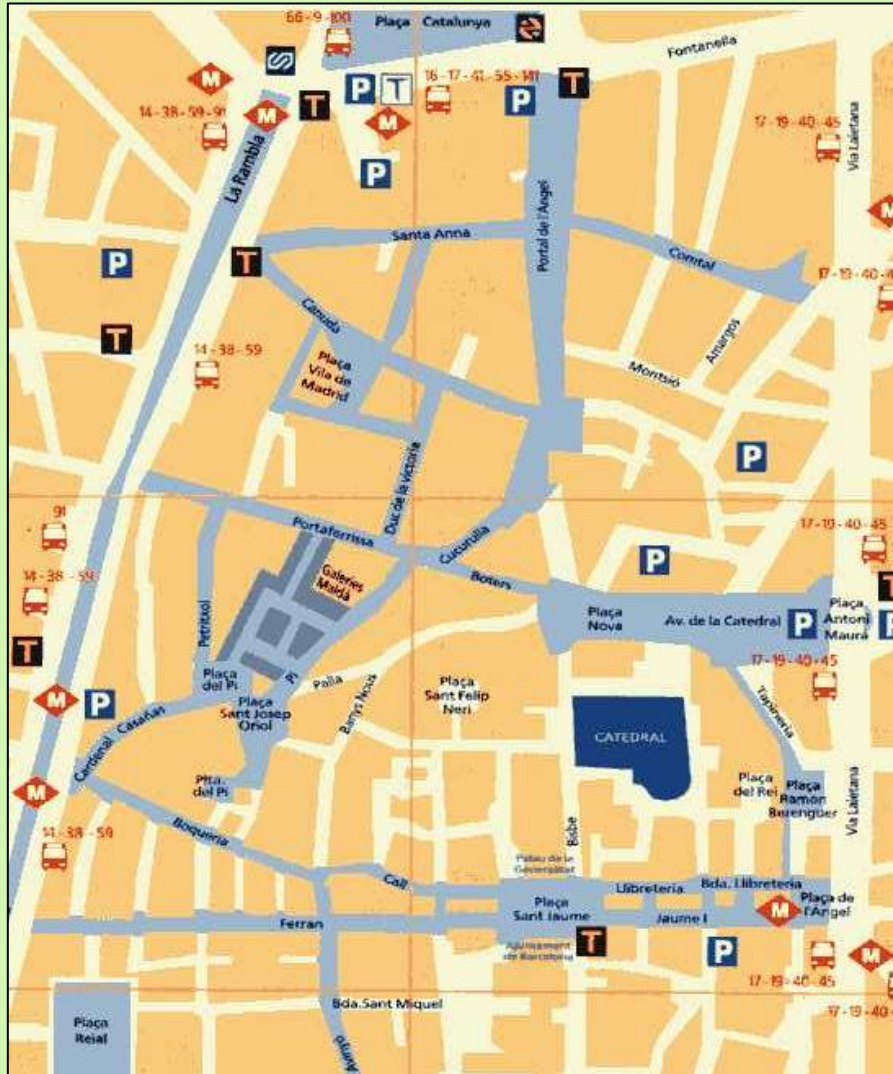 66-9-100
Plaça Catalunya
Fontanella
M
P
T
16-17-41-55-141
P
T
14-38-59-91
M
T
M
17-19-40-45
Via Laietana
La Rambla
P
M
Santa Anna
Portal de l'Àngel
Comtal
P
T
17-19-40-4
Canuda
T
14-38-59
Plaça
Vila de
Madrid
Montsió
Amargos
Duc de la victoria
P
91
Portaferrissa
Cucurulla
17-19-40-45
14-38-59
Galeries
Maldà
Boters
P
T
Petritxol
Plaça
Nova
Av. de la Catedral
P
Plaça
Antoni
Maura
P
T
Plaça
del Pi
Pi
Palla
Plaça
Sant Felip
Neri
17-19-40-45
M
P
Cardenal Casañas
Plaça
Sant Josep
Oriol
Banys Nous
CATEDRAL
Tapineria
M
Plta.
del Pi
Plaça
del Rei
Plaça
Ramón
Berenguer
Via Laietana
14-38-59
Boqueria
Bisbe
Call
Palau de la
Generalitat
Llibreteria
Bda. Llibreteria
Ferran
Plaça
Sant Jaume
Jaume I
M
Plaça de
l'Àngel
Ajuntament
de Barcelona
T
P
M
17-19-40-45
Bda. Sant Miquel
17-19-40-
Plaça
Reial
Avinyó